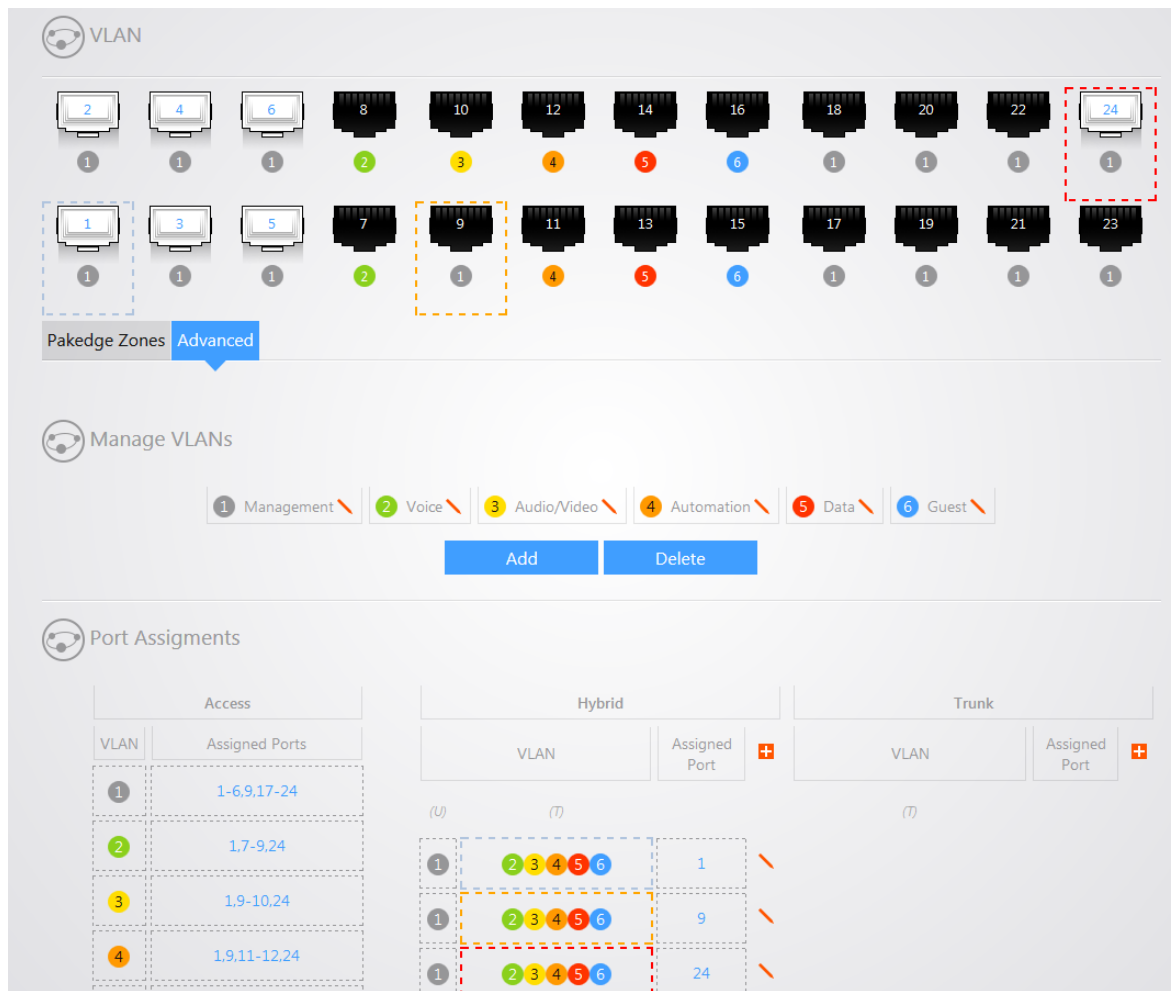 VLAN
2 4 6 8 10 12 14 16 18 20 22 24
1 1 1 2 3 4 5 6 1 1 1 1
1 3 5 7 9 11 13 15 17 19 21 23
1 1 1 2 1 4 5 6 1 1 1 1
Pakedge Zones Advanced
Manage VLANs
1 Management 2 Voice 3 Audio/Video 4 Automation 5 Data 6 Guest
Add Delete
Port Assigments
Access Hybrid Trunk
VLAN Assigned Ports VLAN Assigned Port VLAN Assigned Port
(U) (T) (T)
1 1-6,9,17-24
2 1,7-9,24
3 1,9-10,24
4 1,9,11-12,24
1 2 3 4 5 6 1
1 2 3 4 5 6 9
1 2 3 4 5 6 24